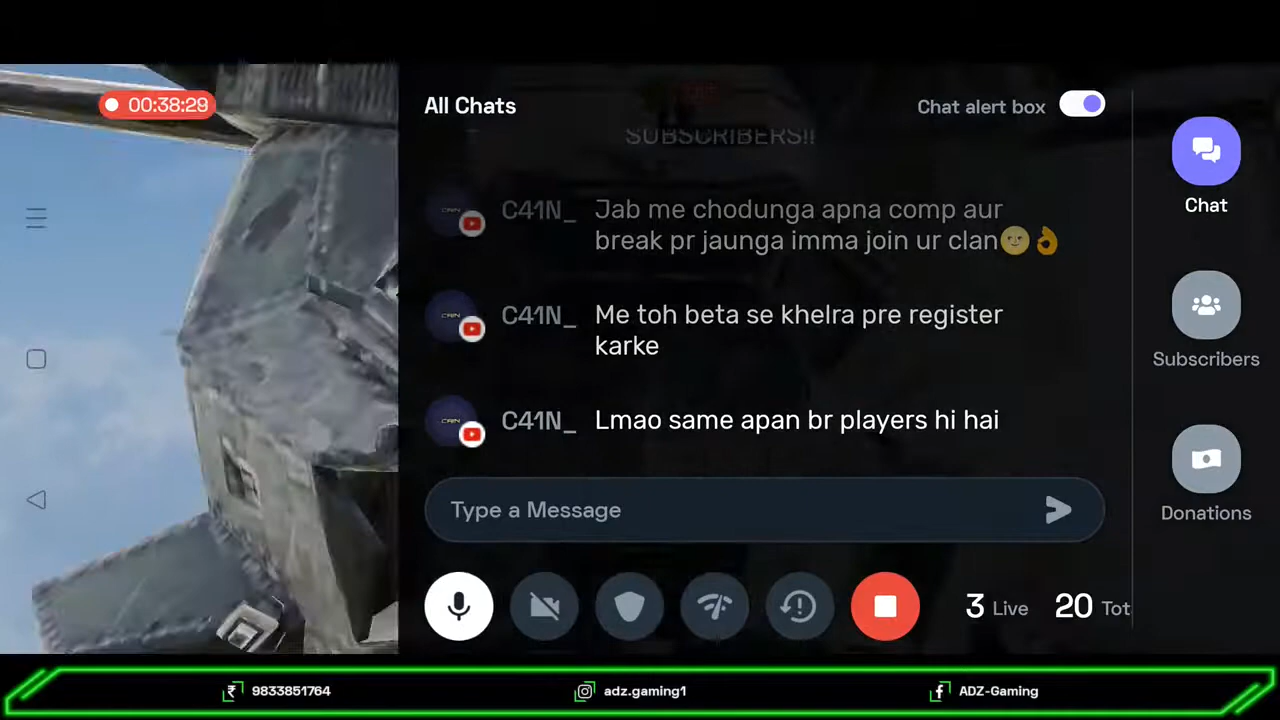 00:38:29
All Chats
Chat alert box
SUBSCRIBERS!!
C41N_ Jab me chodunga apna comp aur
break pr jaunga imma join ur clan🌝👌
C41N_ Me toh beta se khelra pre register
karke
C41N_ Lmao same apan br players hi hai
Type a Message
3 Live 20 Tot
Chat
Subscribers
Donations
9833851764
adz.gaming1
ADZ-Gaming